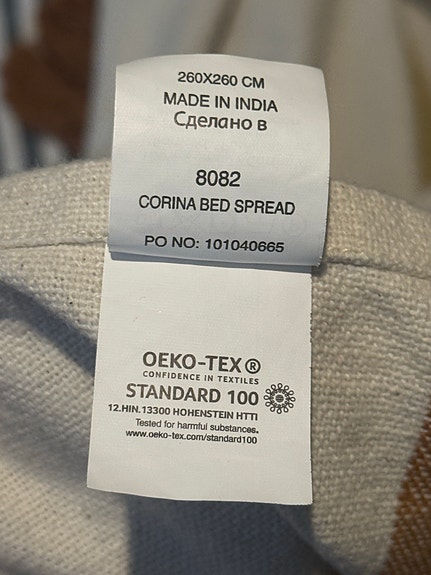 260X260 CM
MADE IN INDIA
Сделано в
8082
CORINA BED SPREAD
PO NO: 101040665
OEKO-TEX®
CONFIDENCE IN TEXTILES
STANDARD 100
12.HIN.13300 HOHENSTEIN HTTI
Tested for harmful substances.
www.oeko-tex.com/standard100